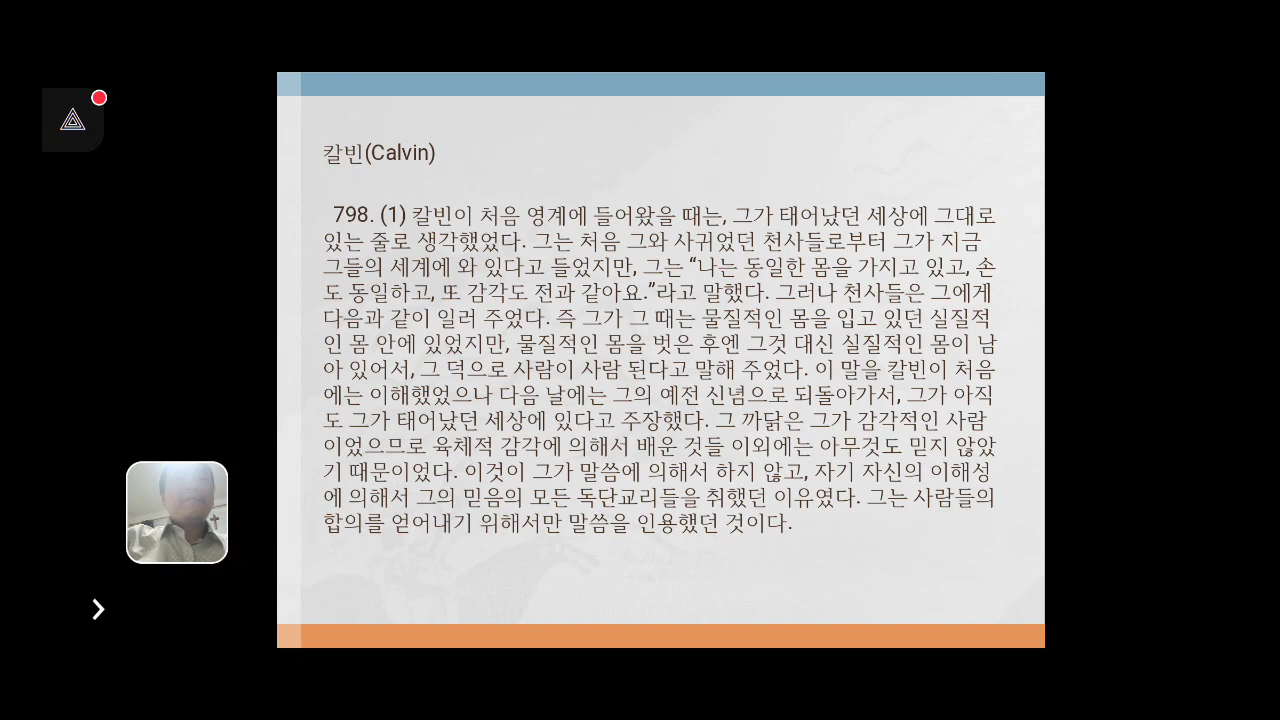 칼빈(Calvin)
798. (1) 칼빈이 처음 영계에 들어왔을 때는, 그가 태어났던 세상에 그대로
있는 줄로 생각했었다. 그는 처음 그와 사귀었던 천사들로부터 그가 지금
그들의 세계에 와 있다고 들었지만, 그는 “나는 동일한 몸을 가지고 있고, 손
도 동일하고, 또 감각도 전과 같아요.”라고 말했다. 그러나 천사들은 그에게
다음과 같이 일러 주었다. 즉 그가 그 때는 물질적인 몸을 입고 있던 실질적
인 몸 안에 있었지만, 물질적인 몸을 벗은 후엔 그것 대신 실질적인 몸이 남
아 있어서, 그 덕으로 사람이 사람 된다고 말해 주었다. 이 말을 칼빈이 처음
에는 이해했었으나 다음 날에는 그의 예전 신념으로 되돌아가서, 그가 아직
도 그가 태어났던 세상에 있다고 주장했다. 그 까닭은 그가 감각적인 사람
이었으므로 육체적 감각에 의해서 배운 것들 이외에는 아무것도 믿지 않았
기 때문이었다. 이것이 그가 말씀에 의해서 하지 않고, 자기 자신의 이해성
에 의해서 그의 믿음의 모든 독단교리들을 취했던 이유였다. 그는 사람들의
합의를 얻어내기 위해서만 말씀을 인용했던 것이다.